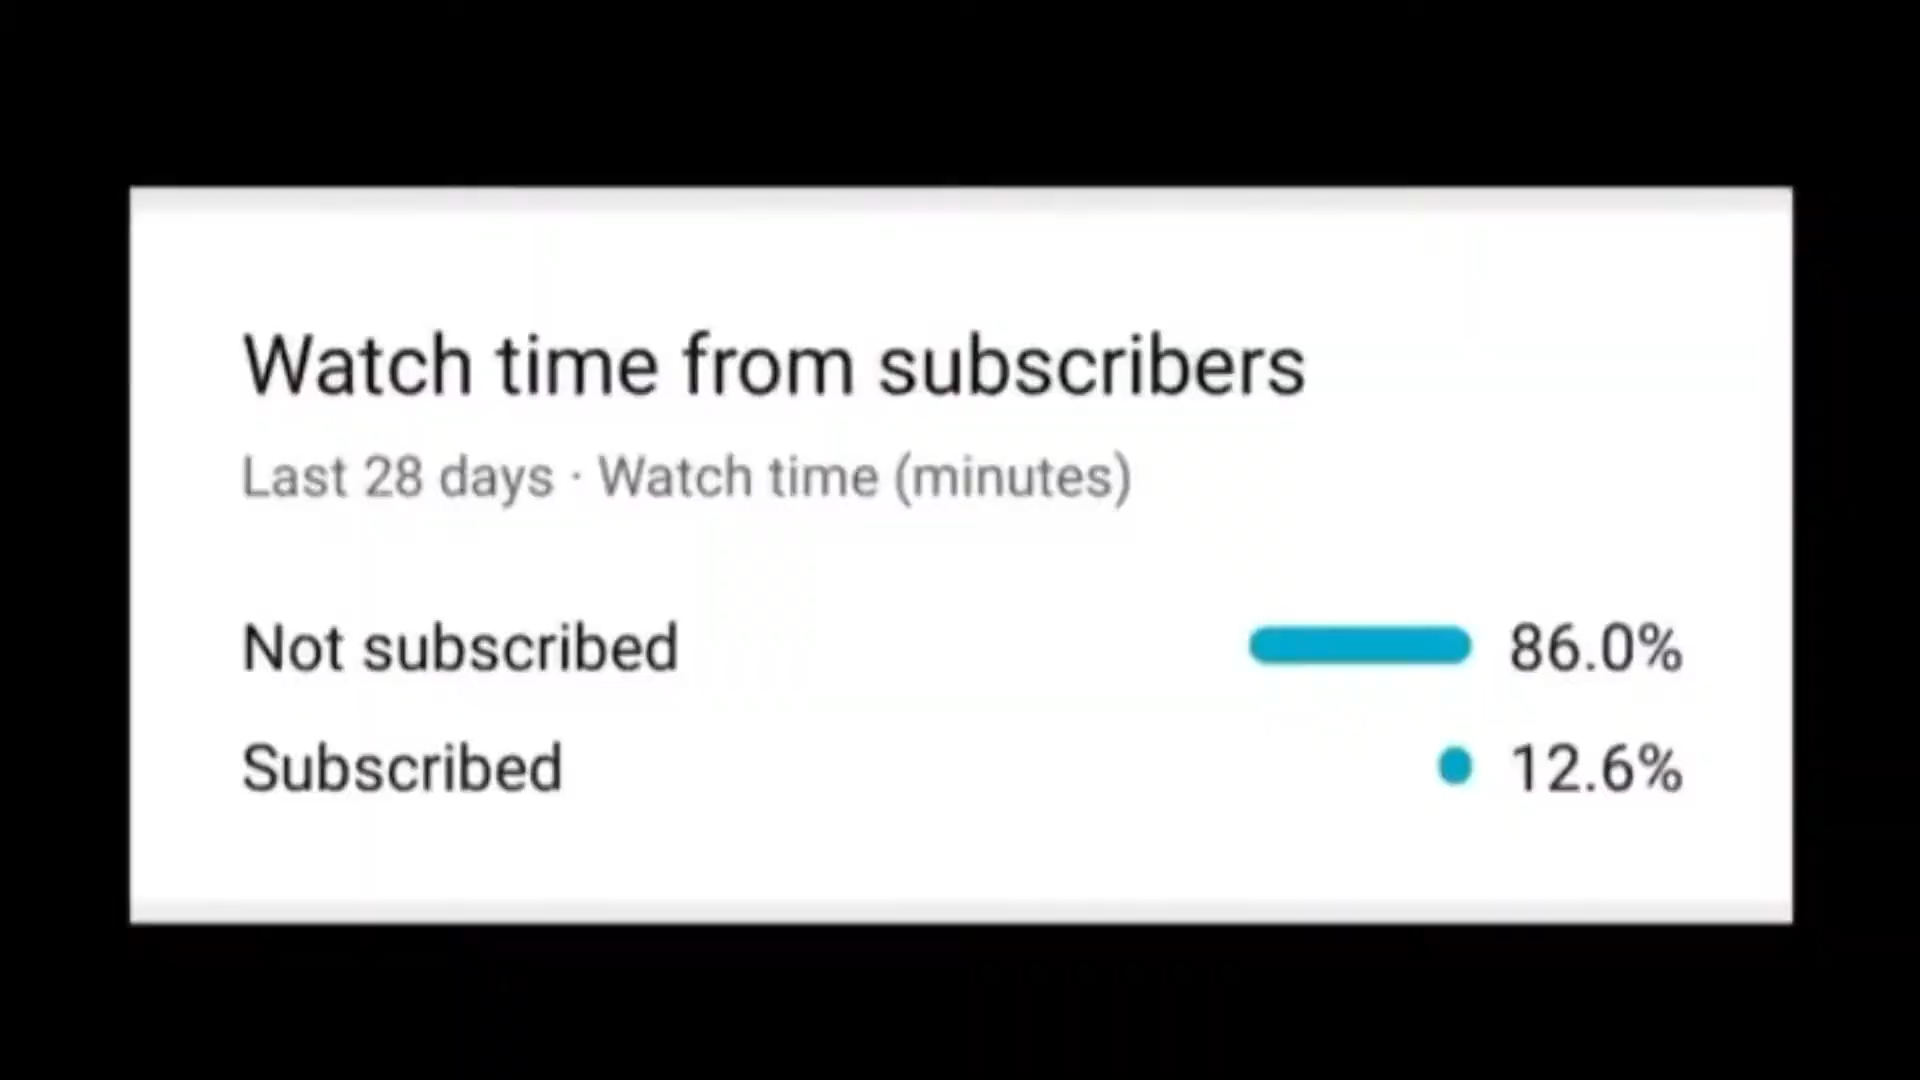 Watch time from subscribers
Last 28 days · Watch time (minutes)
Not subscribed 86.0%
Subscribed 12.6%